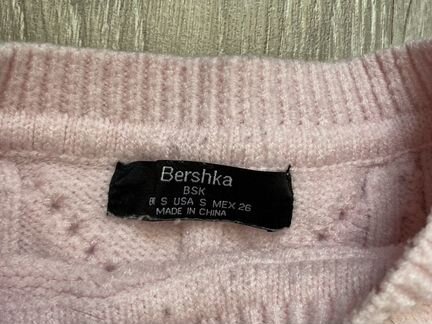 Bershka
BSK
S USA S MEX 26
MADE IN CHINA